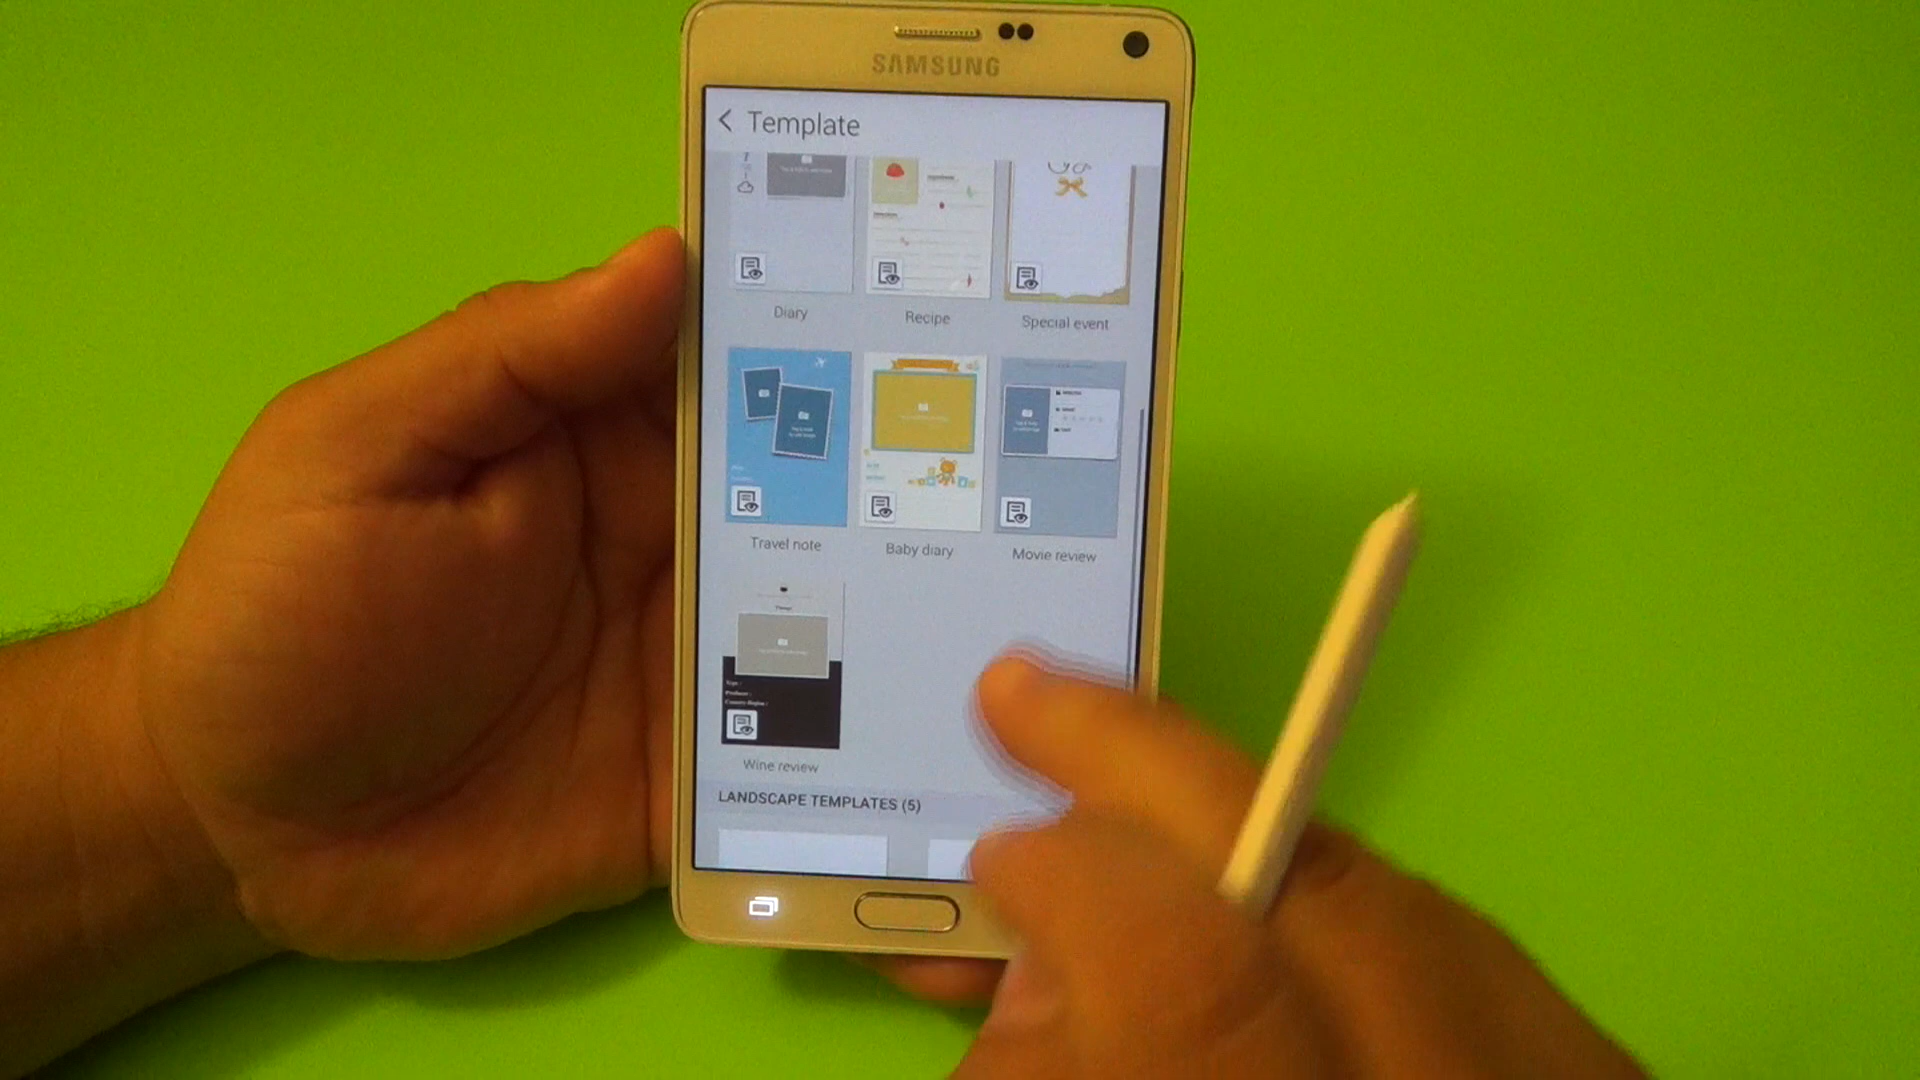 SAMSUNG
Template
Diary
Recipe
Special event
Travel note
Baby diary
Movie review
Wine review
LANDSCAPE TEMPLATES (5)